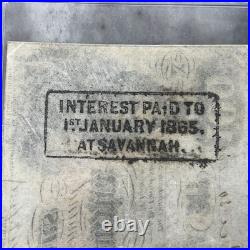 INTEREST PAID TO
1ST JANUARY 1865.
AT SAVANNAH.